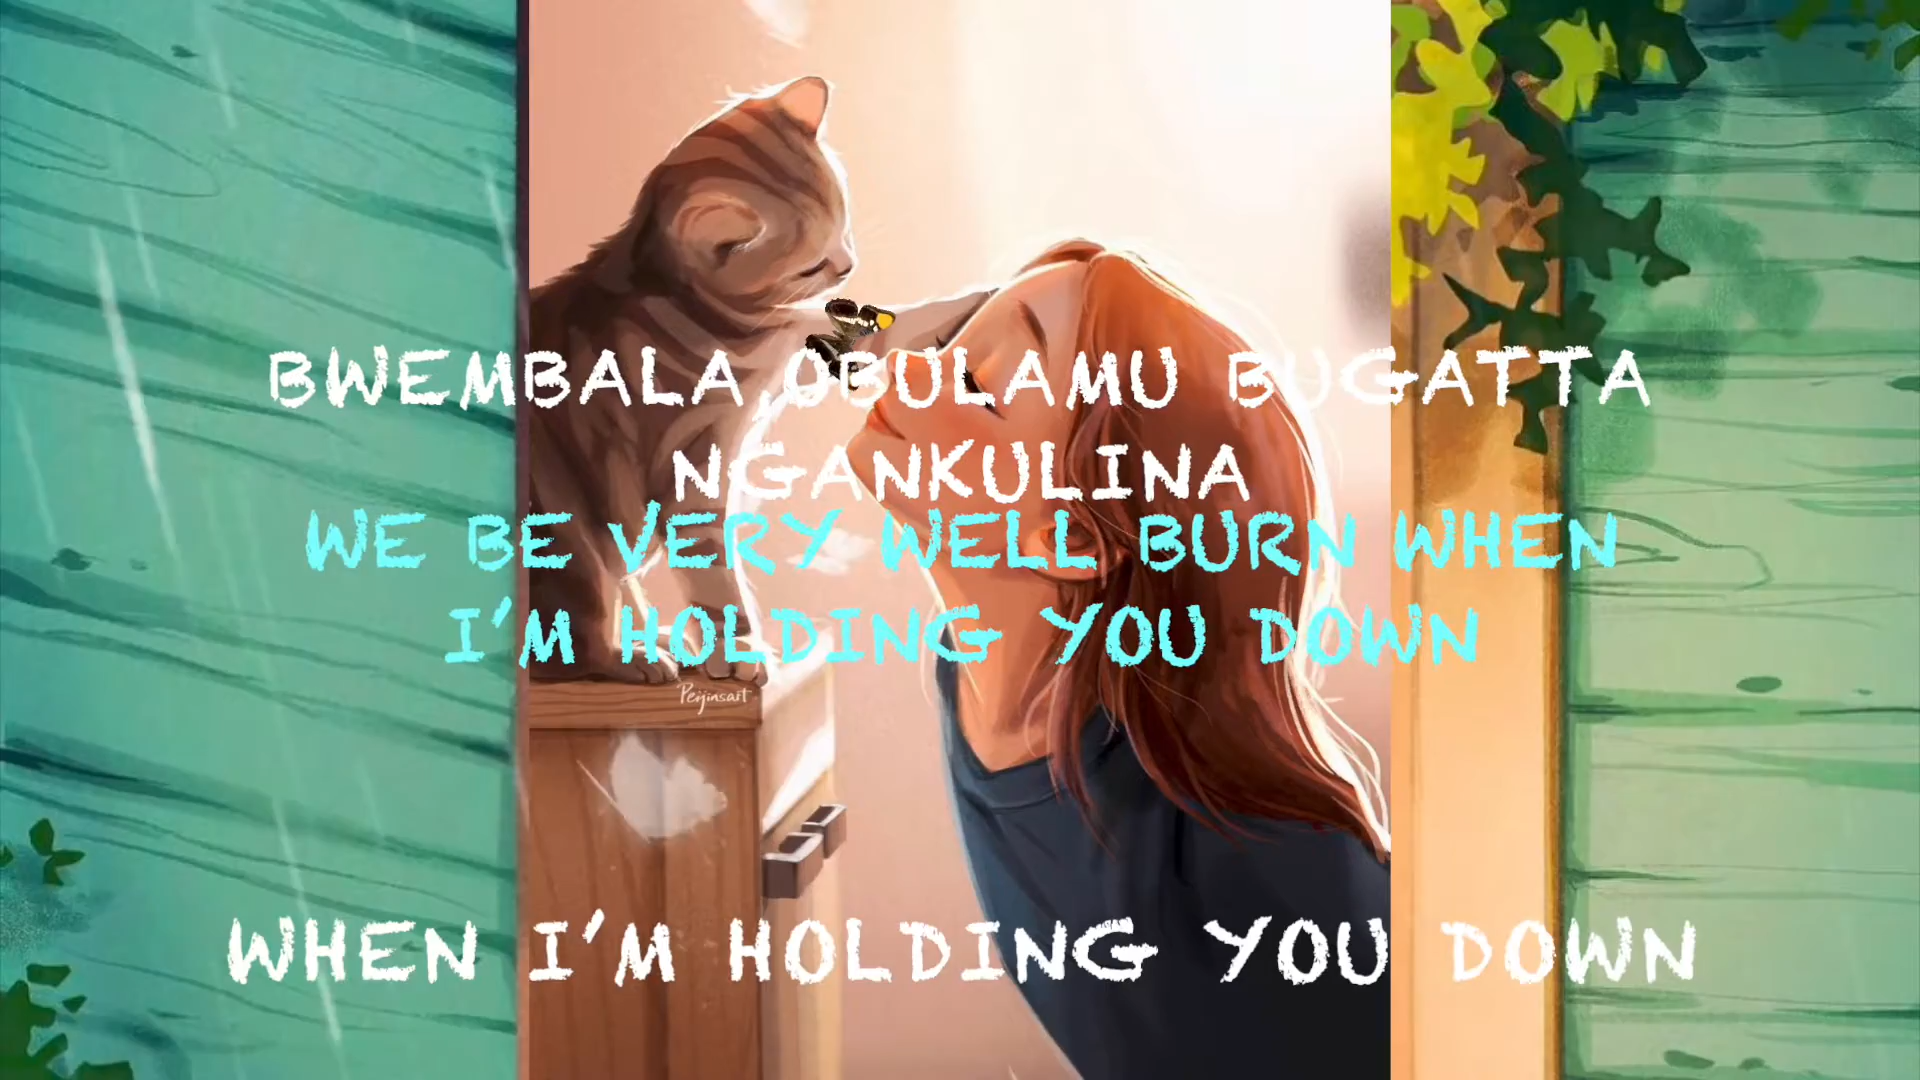 BWEMBALA,OBULAMU BUGATTA
NGANKULINA
WE BE VERY WELL BURN WHEN
I'M HOLDING YOU DOWN
Peijinsart
WHEN I'M HOLDING YOU DOWN